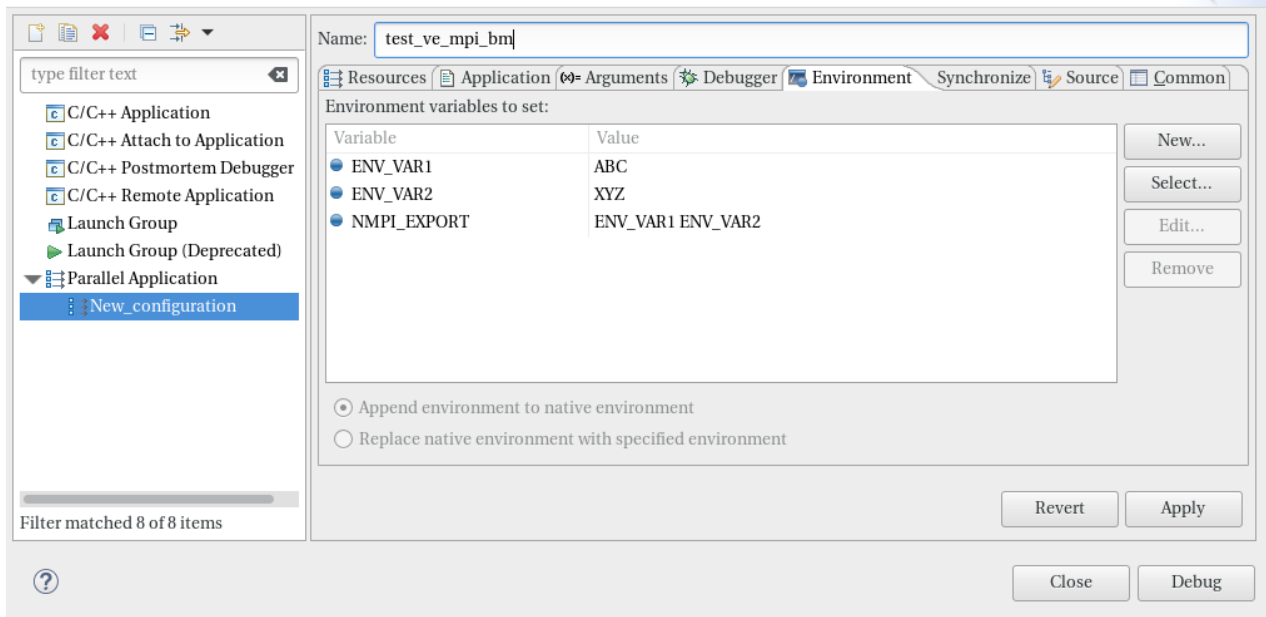 Name: test_ve_mpi_bm
type filter text
C/C++ Application
C/C++ Attach to Application
C/C++ Postmortem Debugger
C/C++ Remote Application
Launch Group
Launch Group (Deprecated)
Parallel Application
New_configuration
Filter matched 8 of 8 items
Resources Application (x)= Arguments Debugger Environment Synchronize Source Common
Environment variables to set:
Variable Value
ENV_VAR1 ABC
ENV_VAR2 XYZ
NMPI_EXPORT ENV_VAR1 ENV_VAR2
New...
Select...
Edit...
Remove
Append environment to native environment
Replace native environment with specified environment
Revert Apply
Close Debug